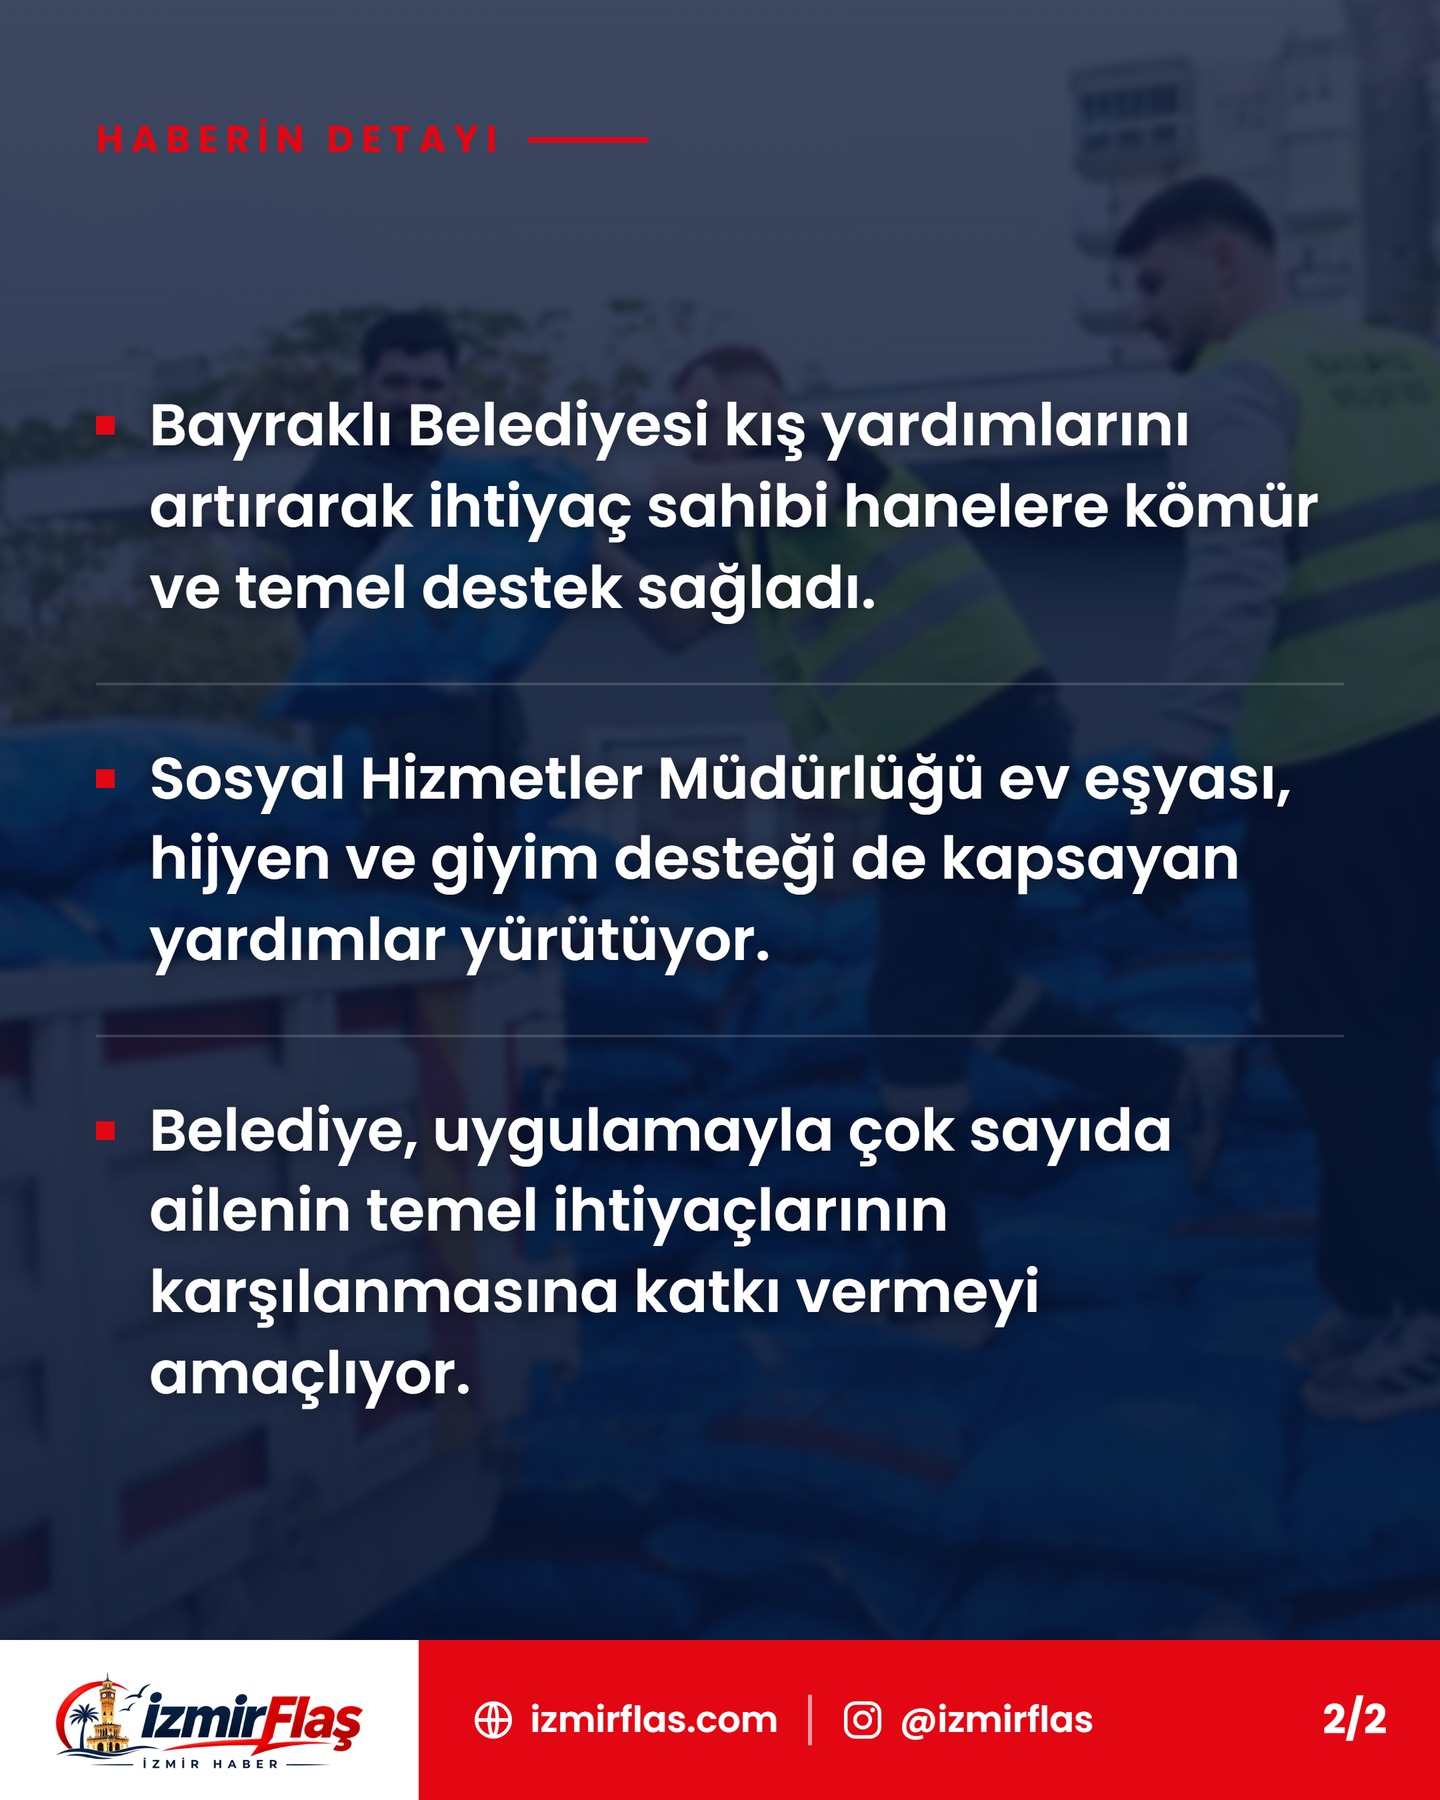 HABERİN DETAYI
Bayraklı Belediyesi kış yardımlarını
artırarak ihtiyaç sahibi hanelere kömür
ve temel destek sağladı.
Sosyal Hizmetler Müdürlüğü ev eşyası,
hijyen ve giyim desteği de kapsayan
yardımlar yürütüyor.
Belediye, uygulamayla çok sayıda
ailenin temel ihtiyaçlarının
karşılanmasına katkı vermeyi
amaçlıyor.
izmirFlaş
İZMİR HABER
izmirflas.com
@izmirflas
2/2